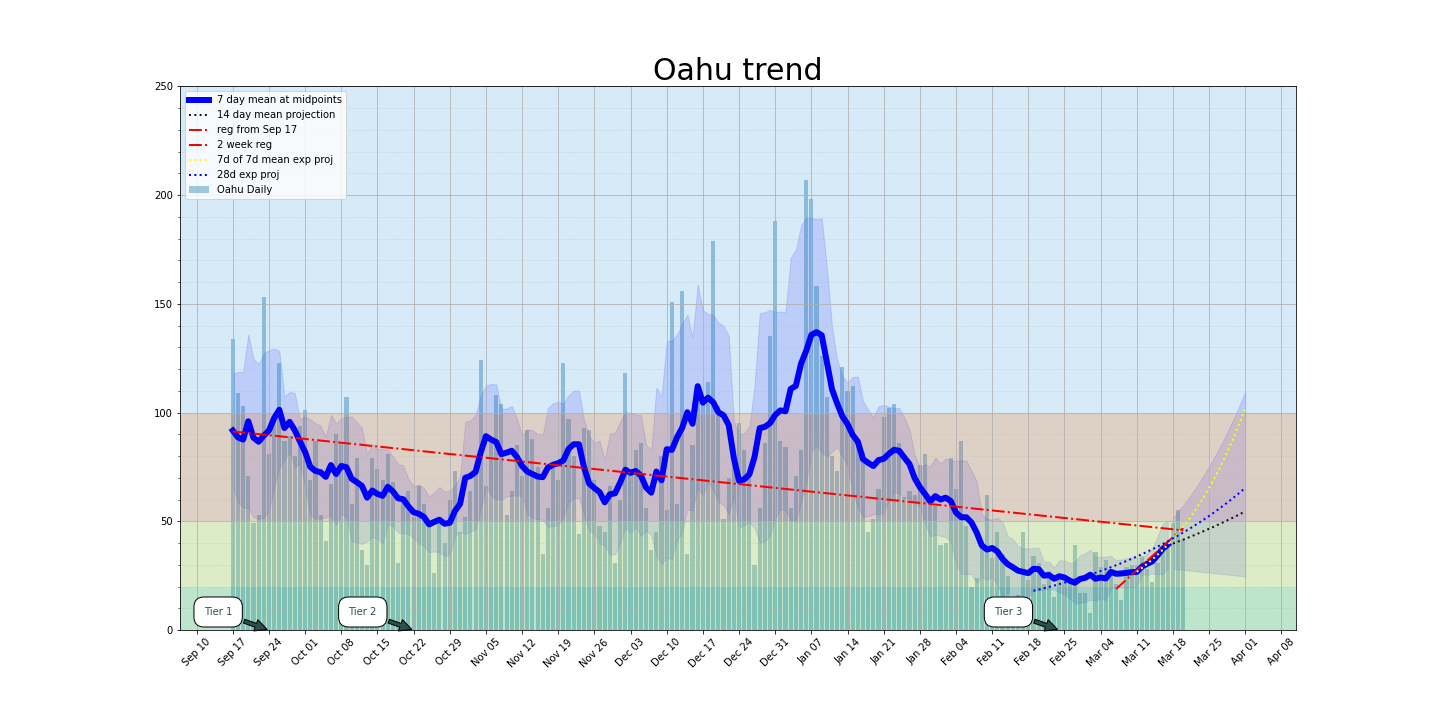 Oahu trend
250
200
150
100
50
0
7 day mean at midpoints
14 day mean projection
reg from Sep 17
2 week reg
7d of 7d mean exp proj
28d exp proj
Oahu Daily
Tier 1
Tier 2
Tier 3
Sep 10
Sep 17
Sep 24
Oct 01
Oct 08
Oct 15
Oct 22
Oct 29
Nov 05
Nov 12
Nov 19
Nov 26
Dec 03
Dec 10
Dec 17
Dec 24
Dec 31
Jan 07
Jan 14
Jan 21
Jan 28
Feb 04
Feb 11
Feb 18
Feb 25
Mar 04
Mar 11
Mar 18
Mar 25
Apr 01
Apr 08